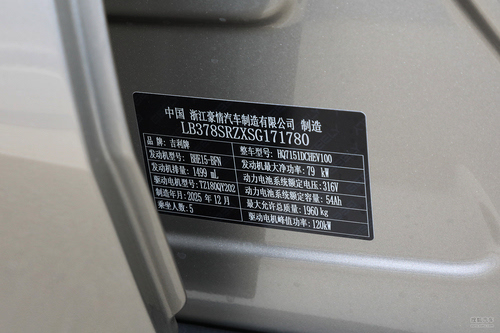 中国 浙江豪情汽车制造有限公司 制造
LB378SRZXSG171780
品 牌: 吉利牌 整车型号: HQ7151DCHEV100
发动机型号: BHE15-BFN 发动机最大净功率: 79 kW
发动机排量: 1499 mL 动力电池系统额定电压: 316V
驱动电机型号: TZ180QY202 动力电池系统额定容量: 54Ah
制造年月: 2025 年 12 月 最大允许总质量: 1960 kg
乘坐人数: 5 驱动电机峰值功率: 120kW